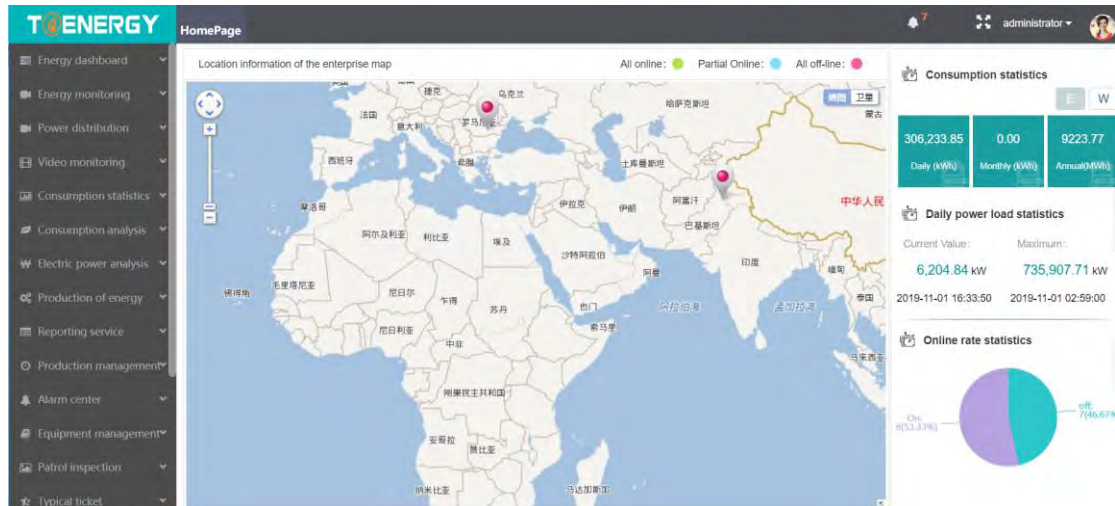 T@ENERGY
HomePage
7
administrator
Energy dashboard
Energy monitoring
Power distribution
Video monitoring
Consumption statistics
Consumption analysis
Electric power analysis
Production of energy
Reporting service
Production management
Alarm center
Equipment management
Patrol inspection
Typical ticket
Location information of the enterprise map
All online:
Partial Online:
All off-line:
地图
卫星
捷克
乌克兰
哈萨克斯坦
蒙古
法国
意大利
罗马
西班牙
希腊
土库曼斯坦
摩洛哥
伊拉克
伊朗
阿富汗
中华人民
巴基斯坦
阿尔及利亚
利比亚
埃及
沙特阿拉伯
印度
缅甸
阿曼
佛得角
毛里塔尼亚
尼日尔
乍得
苏丹
也门
阿拉伯海
孟加拉湾
泰国
尼日利亚
中非
索马里
马来西亚
刚果民主共和国
安哥拉
赞比亚
纳米比亚
马达加斯加
Consumption statistics
E
W
306,233.85
0.00
9223.77
Daily (kWh)
Monthly (kWh)
Annual(MWh)
Daily power load statistics
Current Value:
Maximum:
6,204.84 kW
735,907.71 kW
2019-11-01 16:33:50
2019-11-01 02:59:00
Online rate statistics
On:
8(53.33%)
off:
7(46.67%